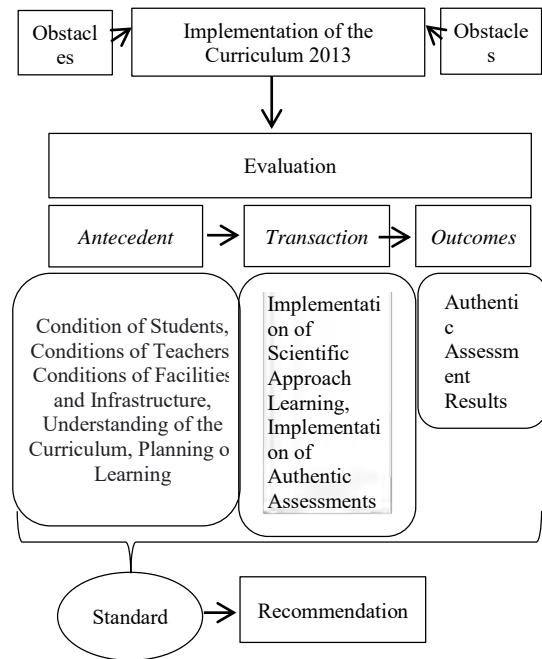 Obstacl
es
Implementation of the
Curriculum 2013
Obstacle
s
Evaluation
Antecedent
Transaction
Outcomes
Condition of Students,
Conditions of Teachers
Conditions of Facilities
and Infrastructure,
Understanding of the
Curriculum, Planning o
Learning
Implementati
on of
Scientific
Approach
Learning,
Implementati
on of
Authentic
Assessments
Authenti
c
Assessm
ent
Results
Standard
Recommendation